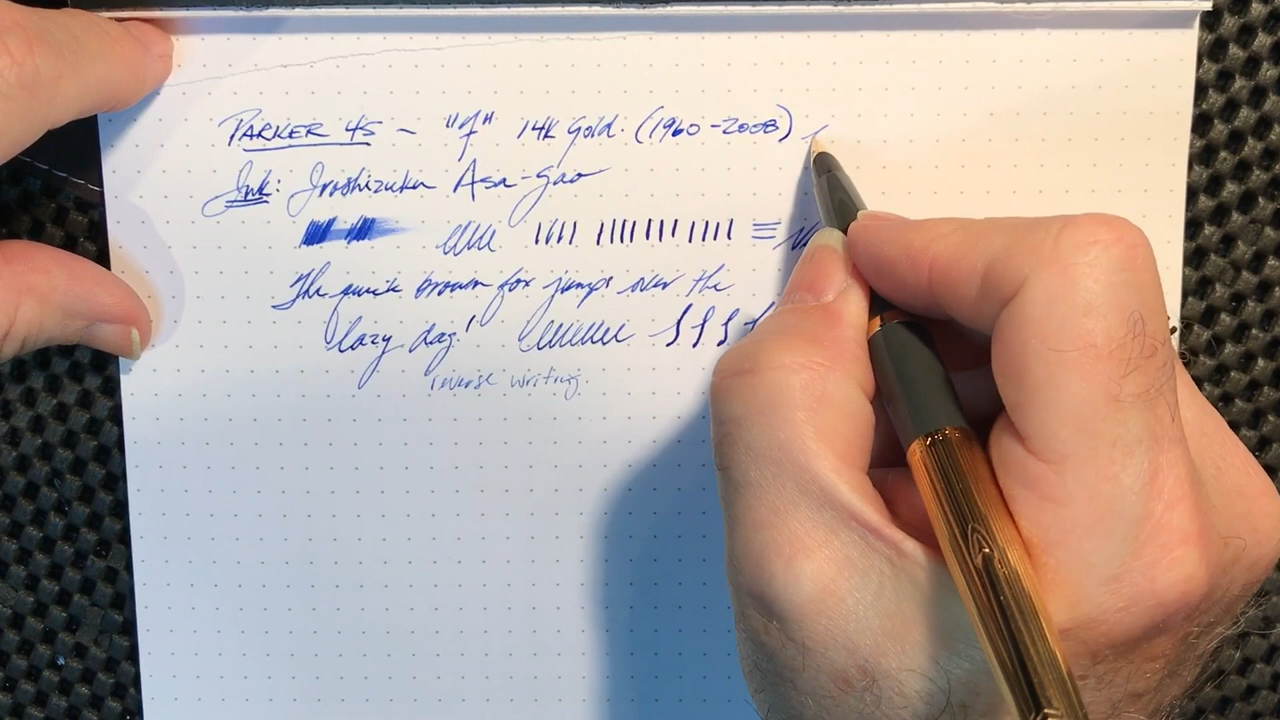 PARKER 45 ~ "f" 14K Gold. (1960-2008)
Ink: Iroshizuku Asa-gao
The quick brown fox jumps over the
lazy dog!
reverse writing.